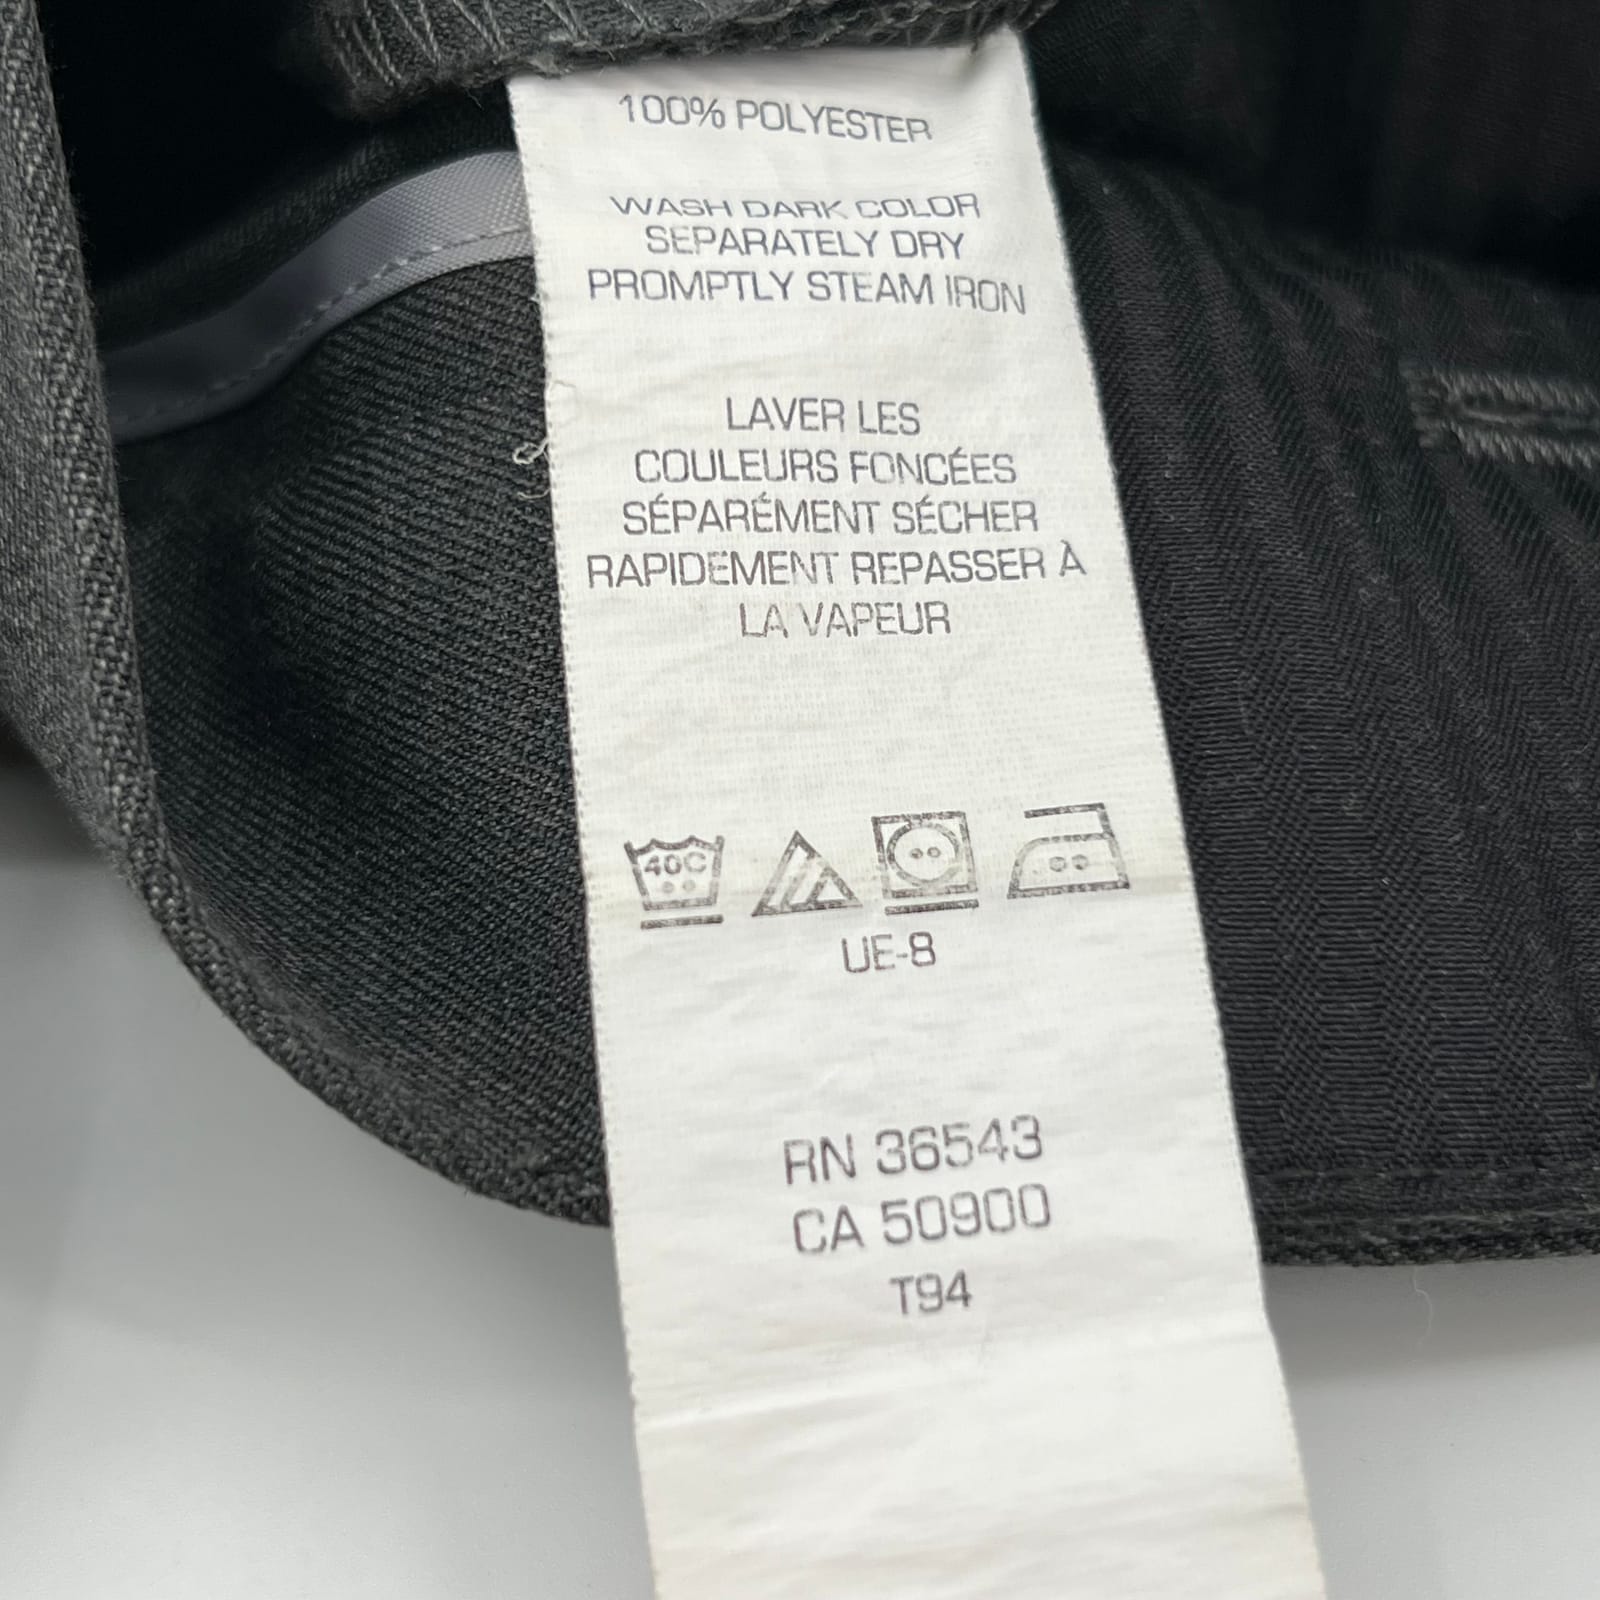 100% POLYESTER
WASH DARK COLOR
SEPARATELY DRY
PROMPTLY STEAM IRON
LAVER LES
COULEURS FONCÉES
SÉPARÉMENT SÉCHER
RAPIDEMENT REPASSER À
LA VAPEUR
40C
UE-8
RN 36543
CA 50900
T94